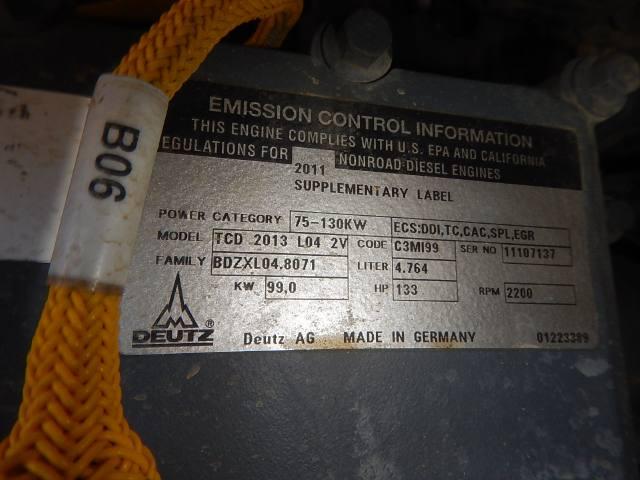 EMISSION CONTROL INFORMATION
THIS ENGINE COMPLIES WITH U.S. EPA AND CALIFORNIA
EGULATIONS FOR 2011 NONROAD DIESEL ENGINES
SUPPLEMENTARY LABEL
POWER CATEGORY 75-130KW ECS:DDI,TC,CAC,SPL,EGR
MODEL TCD 2013 L04 2V CODE C3MI99 SER NO 11107137
FAMILY BDZXL04.8071 LITER 4.764
KW 99,0 HP 133 RPM 2200
DEUTZ ® Deutz AG MADE IN GERMANY 01223389
B06